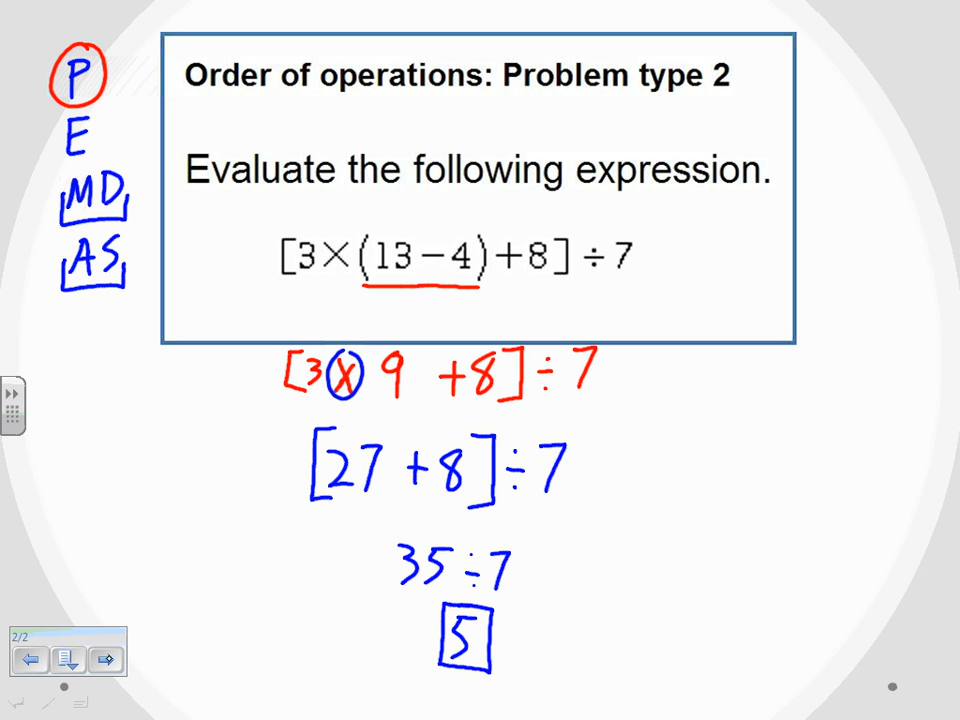 P
E
MD
AS
Order of operations: Problem type 2
Evaluate the following expression.
[3×(13−4)+8]÷7
[3×9 +8]÷7
[27+8]÷7
35÷7
5
2/2